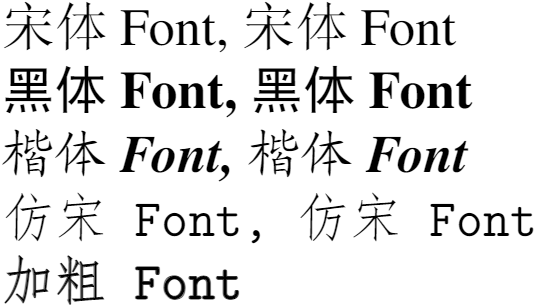 宋体 Font, 宋体 Font
黑体 Font, 黑体 Font
楷体 Font, 楷体 Font
仿宋 Font, 仿宋 Font
加粗 Font